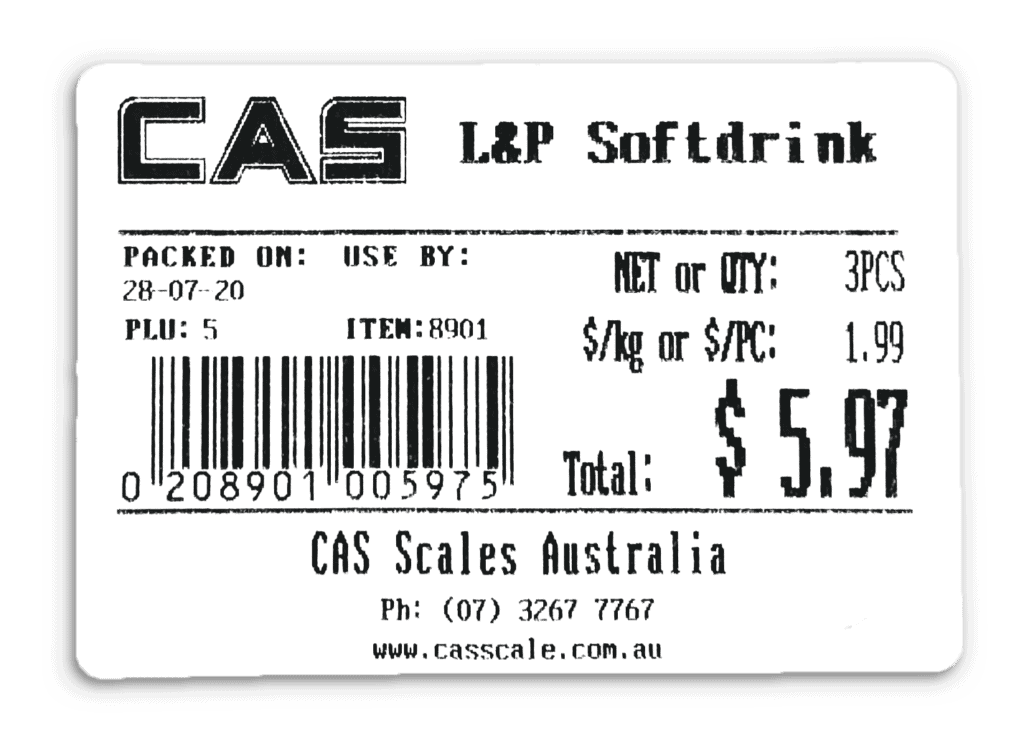 CAS L&P Softdrink
PACKED ON: USE BY:
28-07-20
NET or QTY: 3PCS
PLU: 5 ITEM:8901
$/kg or $/PC: 1.99
Total: $ 5.97
0 208901 005975
CAS Scales Australia
Ph: (07) 3267 7767
www.casscale.com.au